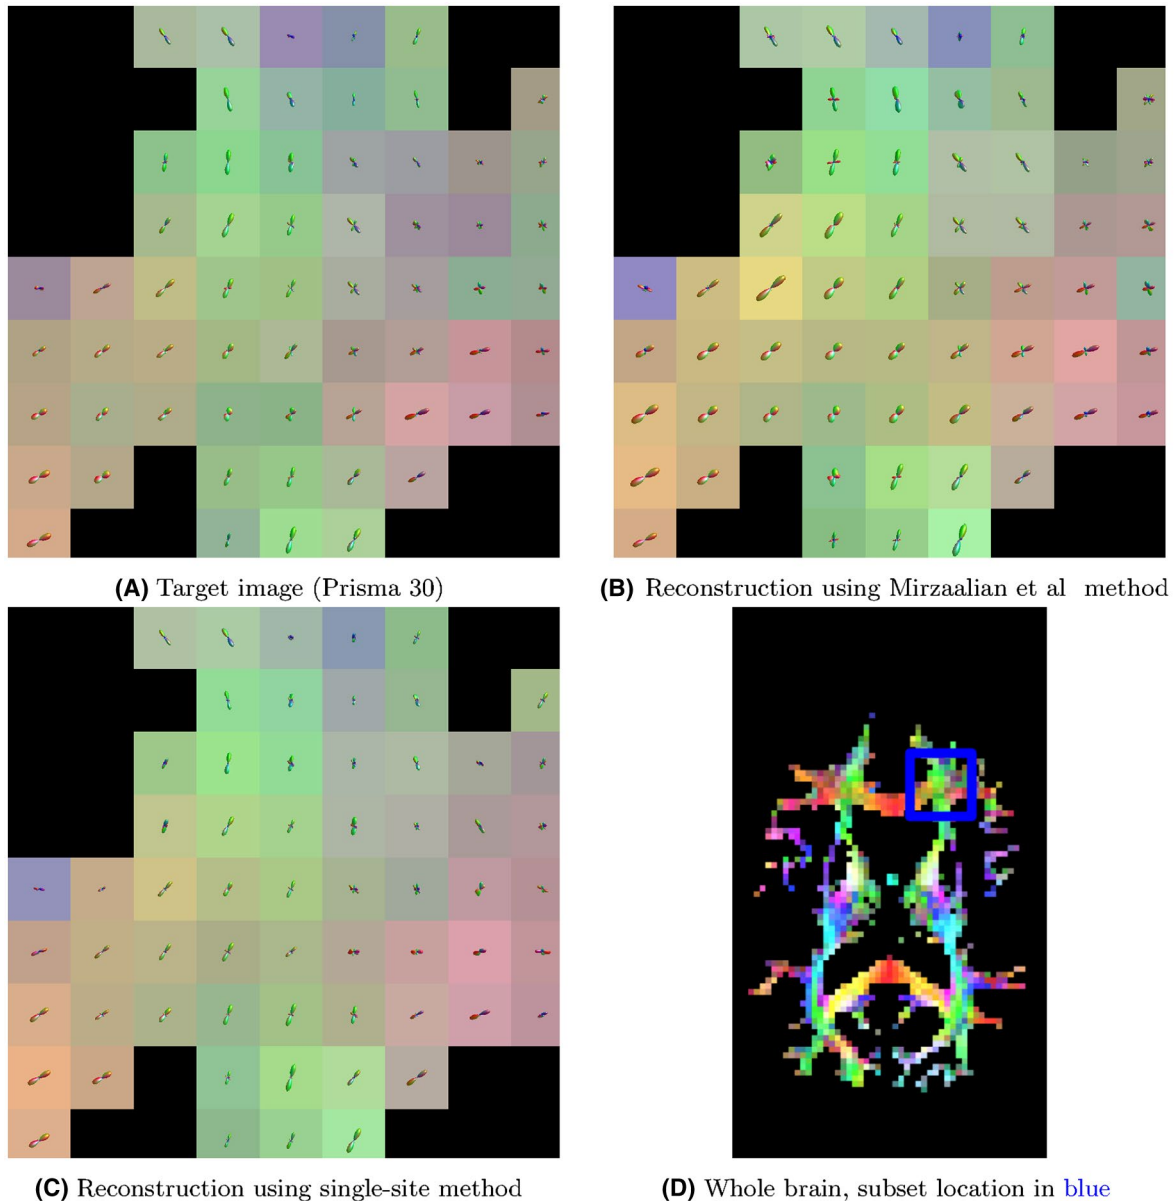 (A) Target image (Prisma 30)
(B) Reconstruction using Mirzaalian et al method
(C) Reconstruction using single-site method
(D) Whole brain, subset location in blue